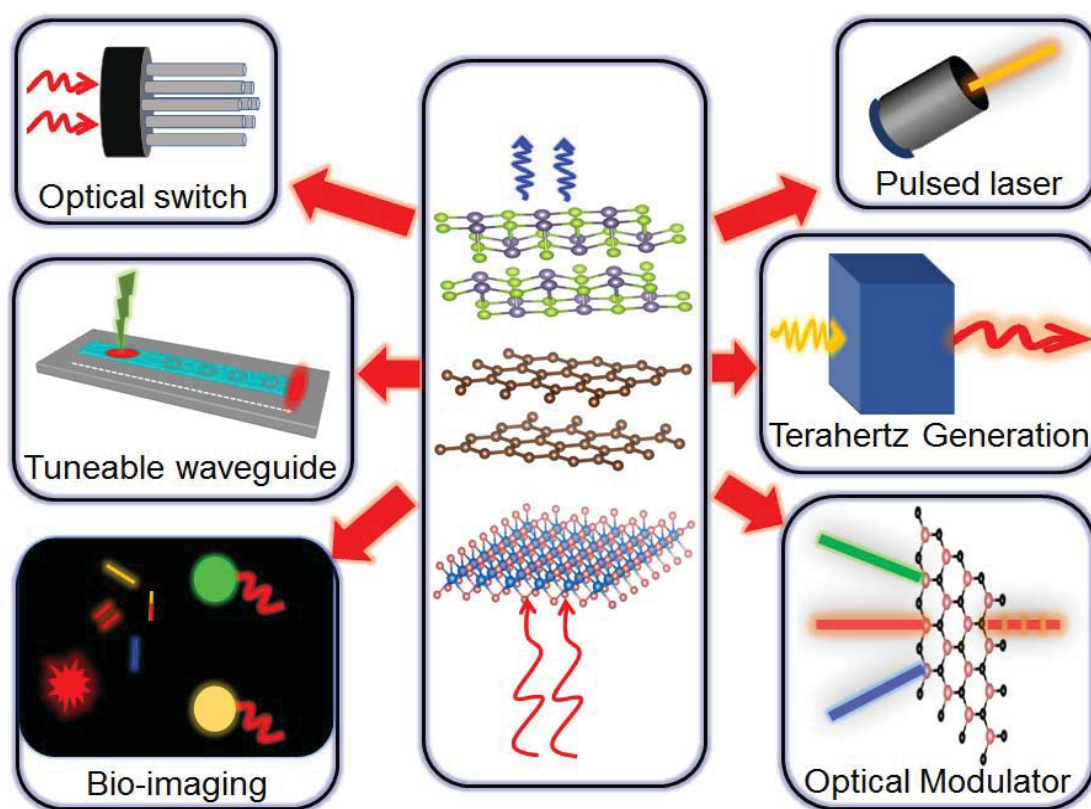 Optical switch
Pulsed laser
Tuneable waveguide
Terahertz Generation
Bio-imaging
Optical Modulator